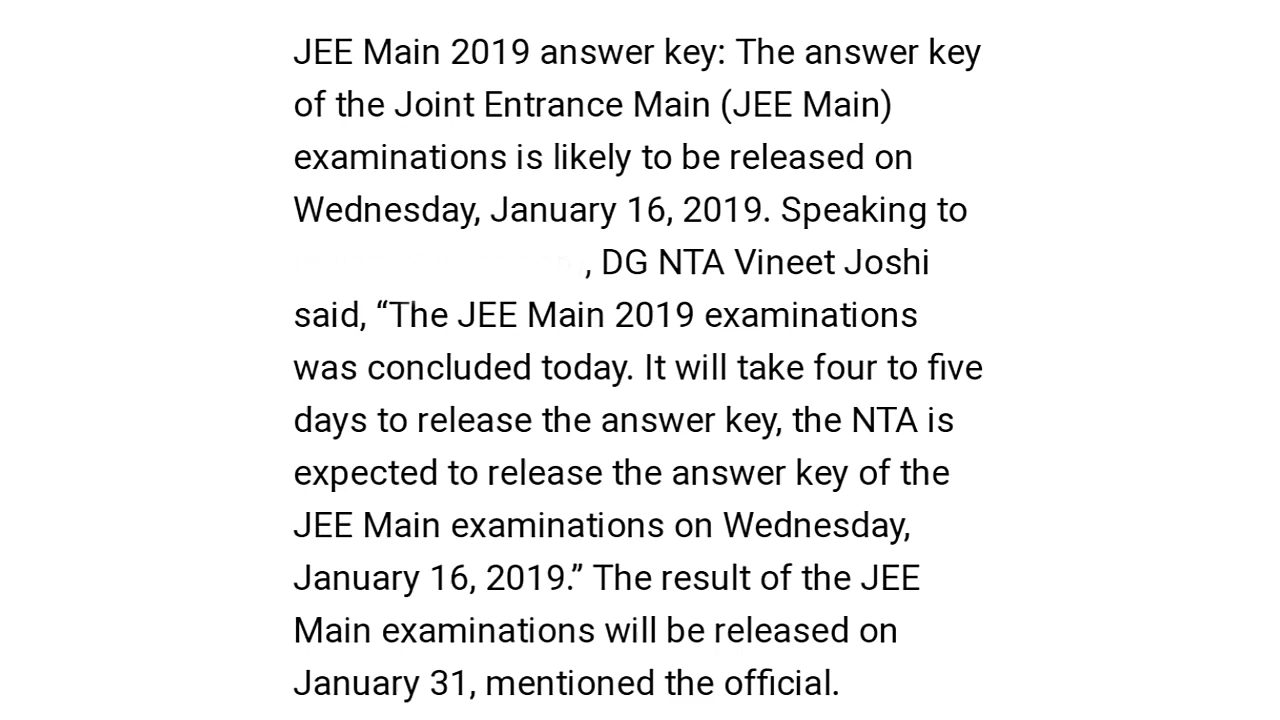 JEE Main 2019 answer key: The answer key
of the Joint Entrance Main (JEE Main)
examinations is likely to be released on
Wednesday, January 16, 2019. Speaking to
, DG NTA Vineet Joshi
said, “The JEE Main 2019 examinations
was concluded today. It will take four to five
days to release the answer key, the NTA is
expected to release the answer key of the
JEE Main examinations on Wednesday,
January 16, 2019.” The result of the JEE
Main examinations will be released on
January 31, mentioned the official.